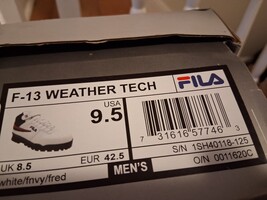 F-13 WEATHER TECH
FILA
USA
9.5
7 31616 57746 3
S/N 1SH40118-125
UK 8.5
EUR 42.5
O/N 0011620C
MEN'S
white/fnvy/fred